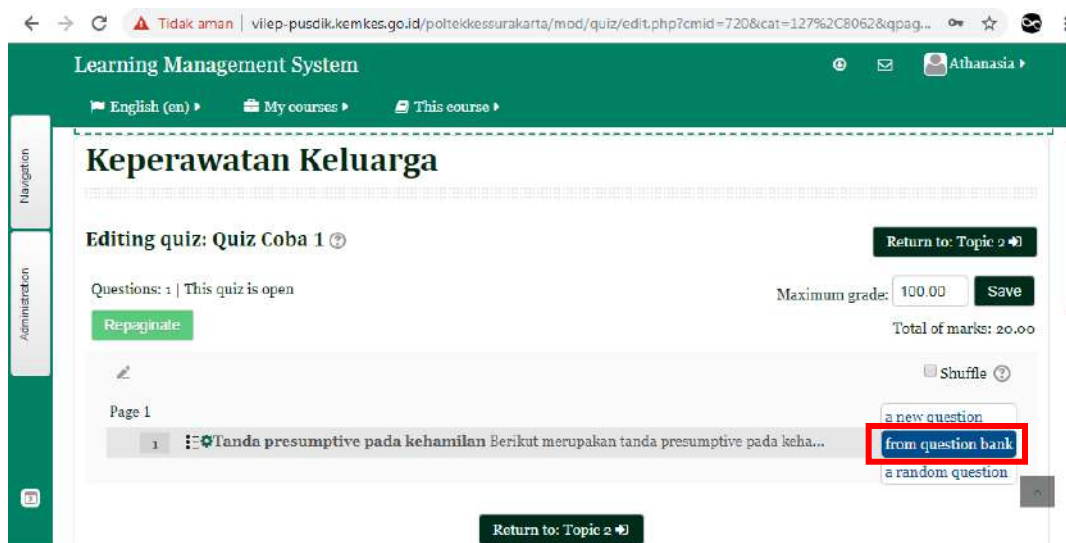 Tidak aman | vilep-pusdik.kemkes.go.id/poltekkessurakarta/mod/quiz/edit.php?cmid=720&cat=127%2C8062&qpag...
Learning Management System
Athanasia
English (en)
My courses
This course
Navigation
Administration
Keperawatan Keluarga
Editing quiz: Quiz Coba 1
Return to: Topic 2
Questions: 1 | This quiz is open
Maximum grade: 100.00 Save
Repaginate
Total of marks: 20.00
Shuffle
Page 1
a new question
1 Tanda presumptive pada kehamilan Berikut merupakan tanda presumptive pada keha...
from question bank
a random question
Return to: Topic 2